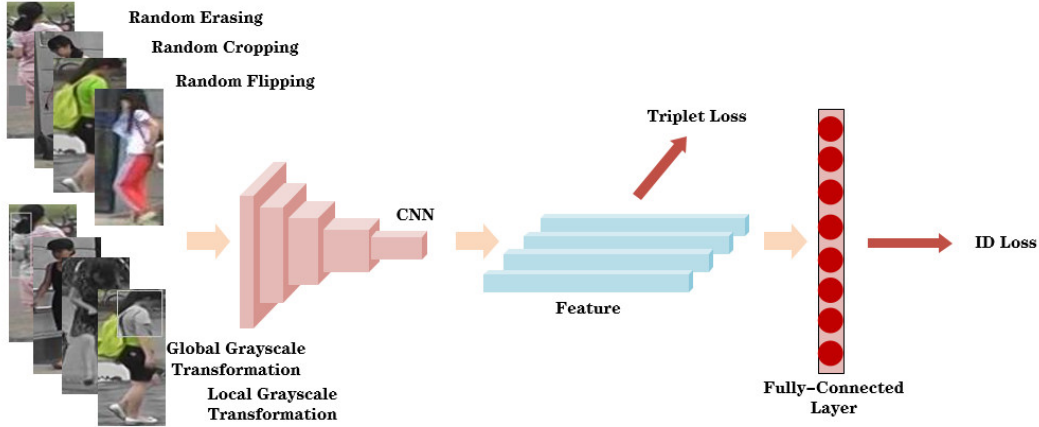 Random Erasing
Random Cropping
Random Flipping
Triplet Loss
CNN
ID Loss
Feature
Global Grayscale
Transformation
Local Grayscale
Transformation
Fully-Connected
Layer